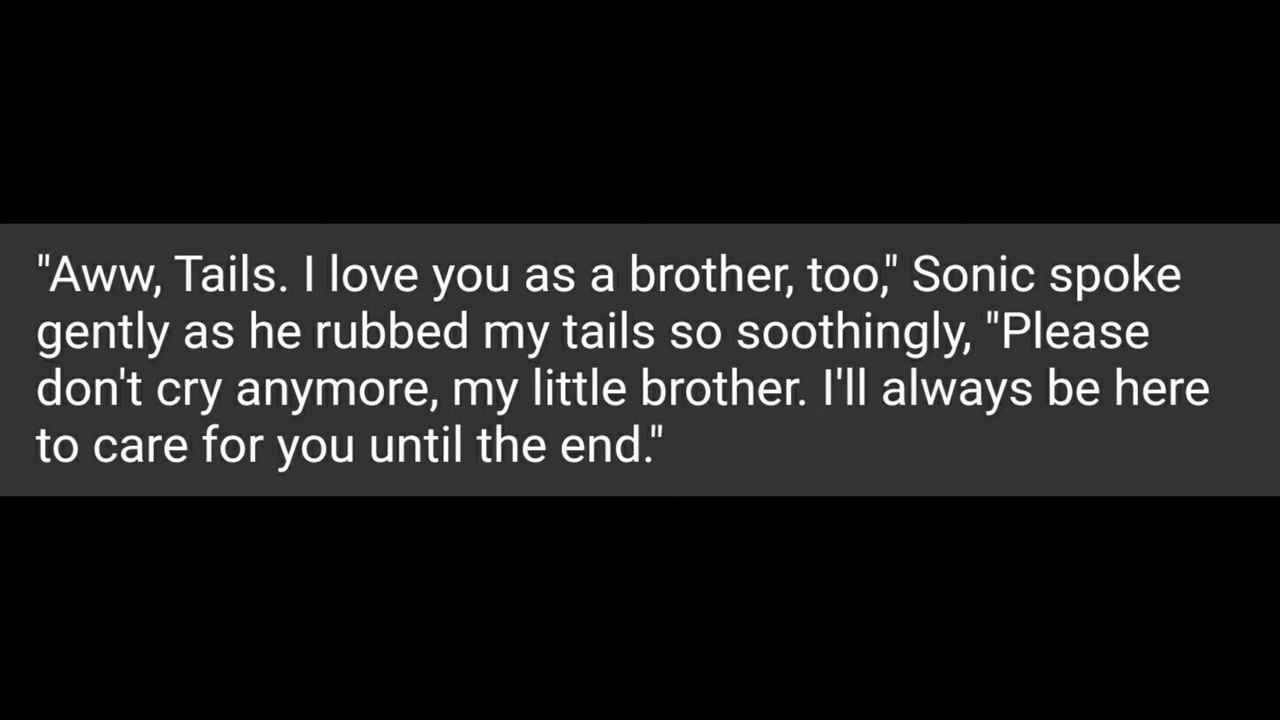 "Aww, Tails. I love you as a brother, too," Sonic spoke
gently as he rubbed my tails so soothingly, "Please
don't cry anymore, my little brother. I'll always be here
to care for you until the end."